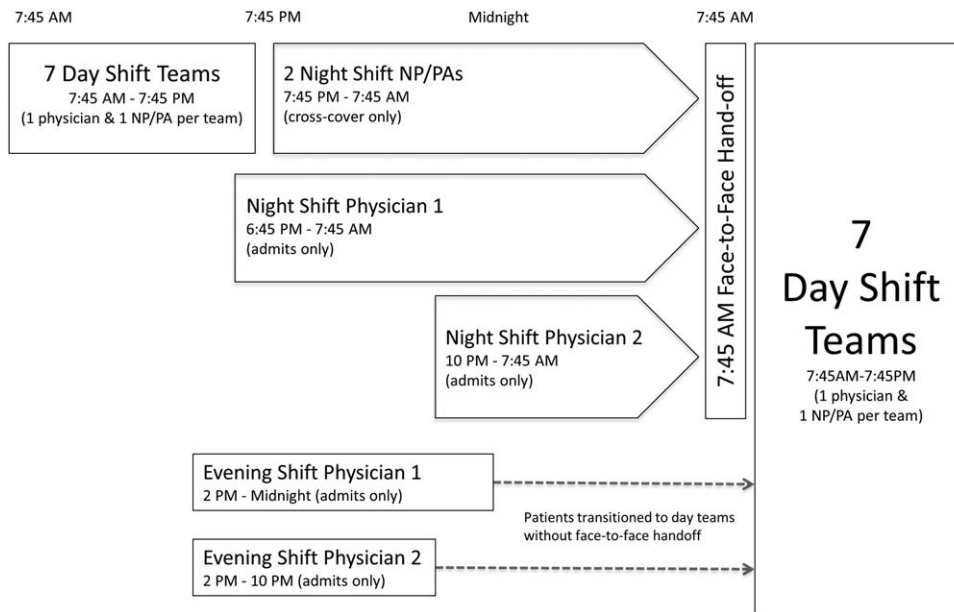 7:45 AM
7:45 PM
Midnight
7:45 AM
7 Day Shift Teams
7:45 AM - 7:45 PM
(1 physician & 1 NP/PA per team)
2 Night Shift NP/PAs
7:45 PM - 7:45 AM
(cross-cover only)
Night Shift Physician 1
6:45 PM - 7:45 AM
(admits only)
Night Shift Physician 2
10 PM - 7:45 AM
(admits only)
7:45 AM Face-to-Face Hand-off
7
Day Shift
Teams
7:45AM-7:45PM
(1 physician &
1 NP/PA per team)
Evening Shift Physician 1
2 PM - Midnight (admits only)
Patients transitioned to day teams
without face-to-face handoff
Evening Shift Physician 2
2 PM - 10 PM (admits only)